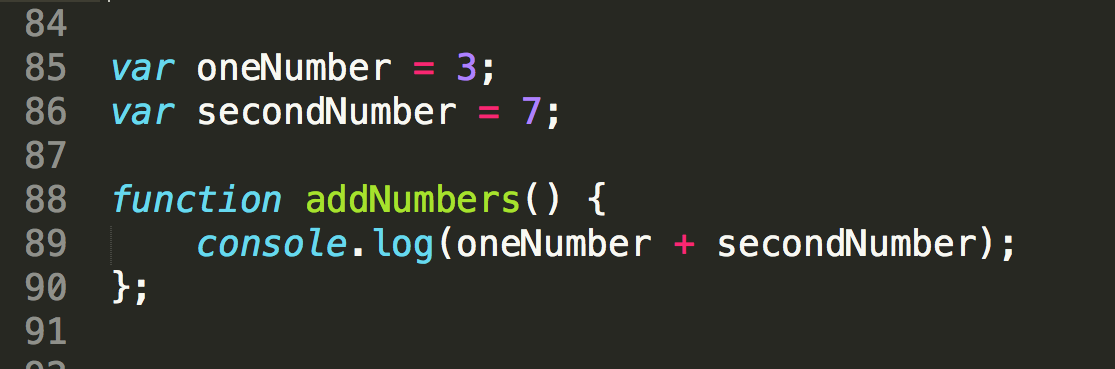 84
85 var oneNumber = 3;
86 var secondNumber = 7;
87
88 function addNumbers() {
89     console.log(oneNumber + secondNumber);
90 };
91